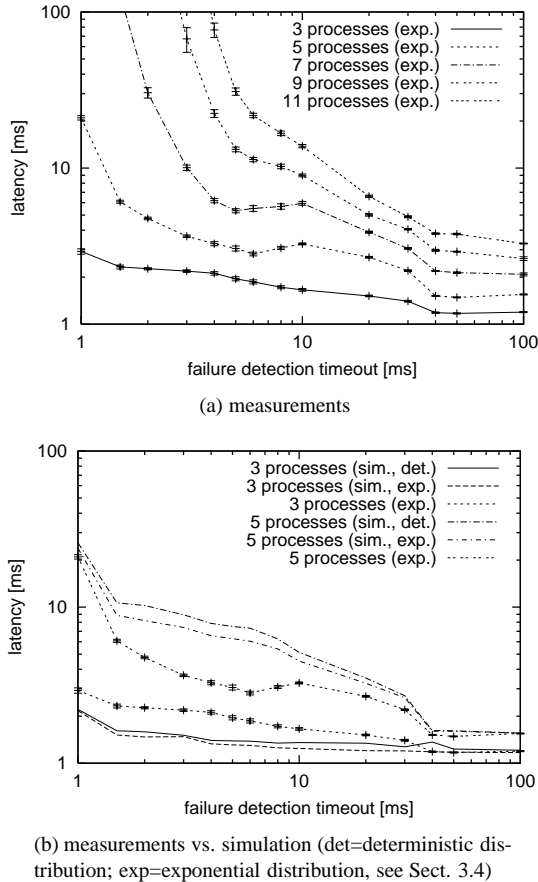 100
10
1
latency [ms]
3 processes (exp.)
5 processes (exp.)
7 processes (exp.)
9 processes (exp.)
11 processes (exp.)
1 10 100
failure detection timeout [ms]
(a) measurements
100
10
1
latency [ms]
3 processes (sim., det.)
3 processes (sim., exp.)
3 processes (exp.)
5 processes (sim., det.)
5 processes (sim., exp.)
5 processes (exp.)
1 10 100
failure detection timeout [ms]
(b) measurements vs. simulation (det=deterministic dis-
tribution; exp=exponential distribution, see Sect. 3.4)